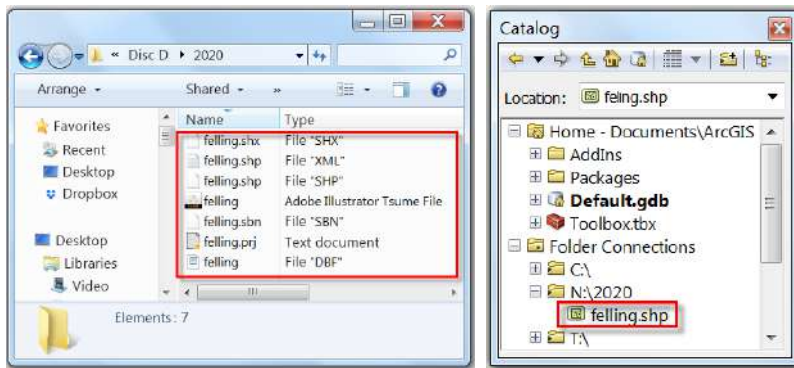 « Disc D ▸ 2020
Arrange
Shared
»
Name
Type
Favorites
Recent
Desktop
Dropbox
Desktop
Libraries
Video
felling.shx File "SHX"
felling.shp File "XML"
felling.shp File "SHP"
felling Adobe Illustrator Tsume File
felling.sbn File "SBN"
felling.prj Text document
felling File "DBF"
Elements: 7
Catalog
Location: feling.shp
Home - Documents\ArcGIS
AddIns
Packages
Default.gdb
Toolbox.tbx
Folder Connections
C:\
N:\2020
felling.shp
T:\